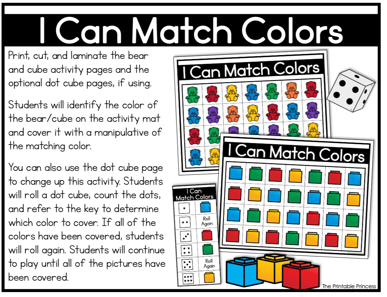 I Can Match Colors
Print, cut, and laminate the bear
and cube activity pages and the
optional dot cube pages, if using.
Students will identify the color of
the bear/cube on the activity mat
and cover it with a manipulative of
the matching color.
You can also use the dot cube page
to change up this activity. Students
will roll a dot cube, count the dots,
and refer to the key to determine
which color to cover. If all of the
colors have been covered, students
will roll again. Students will continue
to play until all of the pictures have
been covered.
I Can Match Colors
I Can Match Colors
I Can
Match Colors
Roll
Again
Roll
Again
The Printable Princess